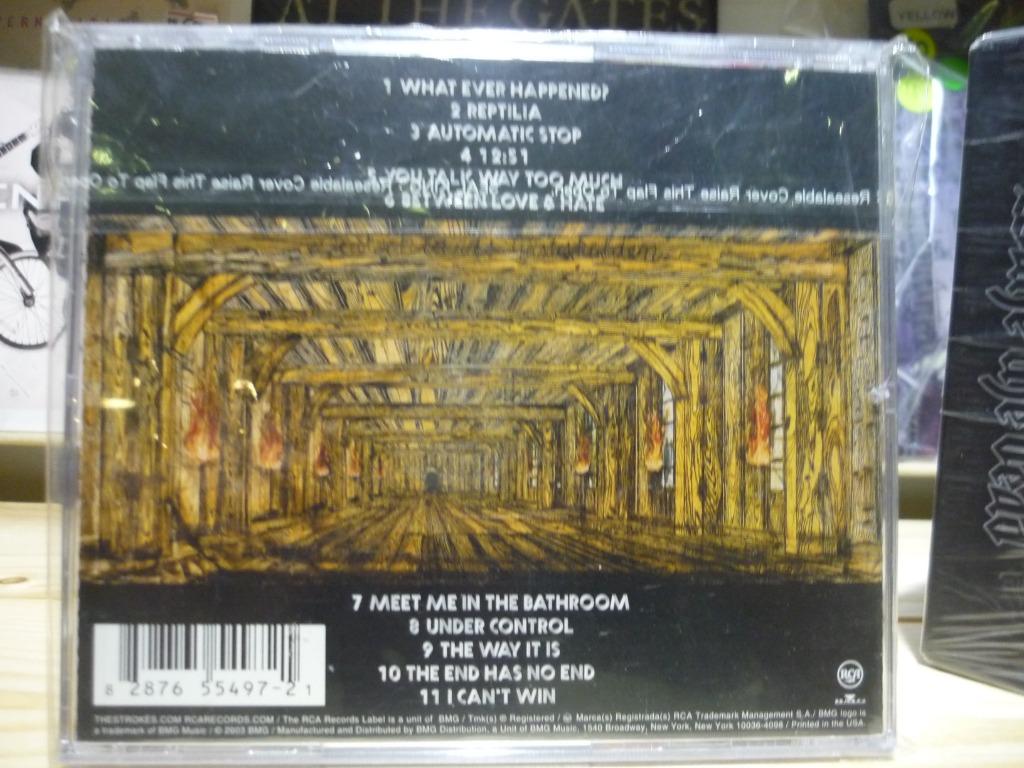 AT THE GATES
YELLOW
1 WHAT EVER HAPPENED?
2 REPTILIA
3 AUTOMATIC STOP
4 12:51
5 YOU TALK WAY TOO MUCH
Resealable Cover Raise This Flap To Open
6 BETWEEN LOVE & HATE
7 MEET ME IN THE BATHROOM
8 UNDER CONTROL
9 THE WAY IT IS
10 THE END HAS NO END
11 I CAN'T WIN
8 2876 55497-2 1
RCA
BMG
THESTROKES.COM RCARECORDS.COM / The RCA Records Label is a unit of BMG / Tmk(s) ® Registered / Marca(s) Registrada(s) RCA Trademark Management S.A./ BMG logo is
a trademark of BMG Music / © 2003 BMG / Manufactured and Distributed by BMG Distribution, a Unit of BMG Music, 1540 Broadway, New York, New York 10036-4098 / Printed in the USA.